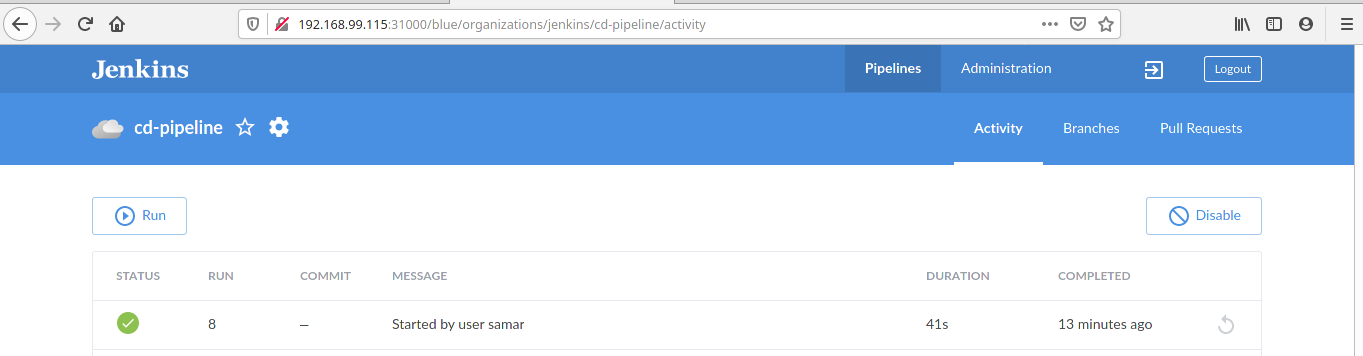 192.168.99.115:31000/blue/organizations/jenkins/cd-pipeline/activity
Jenkins Pipelines Administration Logout
cd-pipeline Activity Branches Pull Requests
Run Disable
STATUS RUN COMMIT MESSAGE DURATION COMPLETED
8 — Started by user samar 41s 13 minutes ago